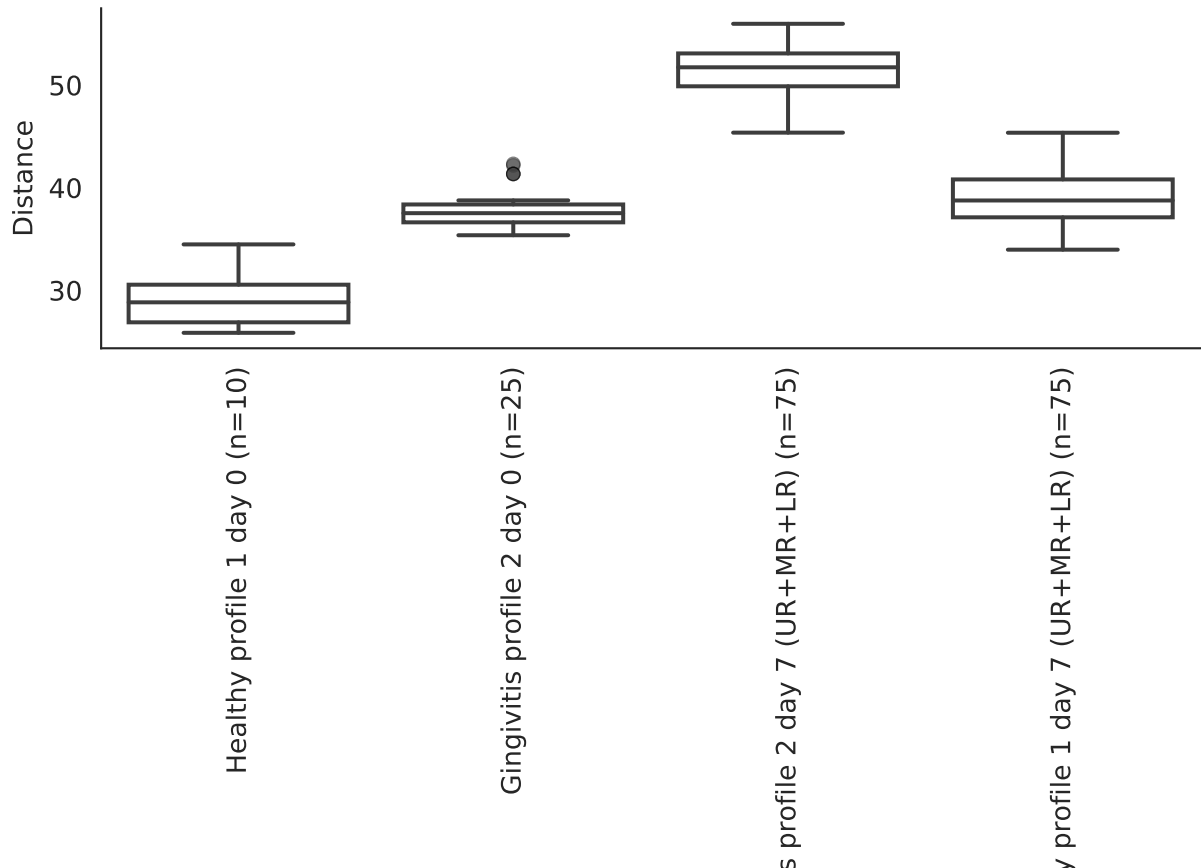 Distance
50
40
30
Healthy profile 1 day 0 (n=10)
Gingivitis profile 2 day 0 (n=25)
profile 2 day 7 (UR+MR+LR) (n=75)
profile 1 day 7 (UR+MR+LR) (n=75)